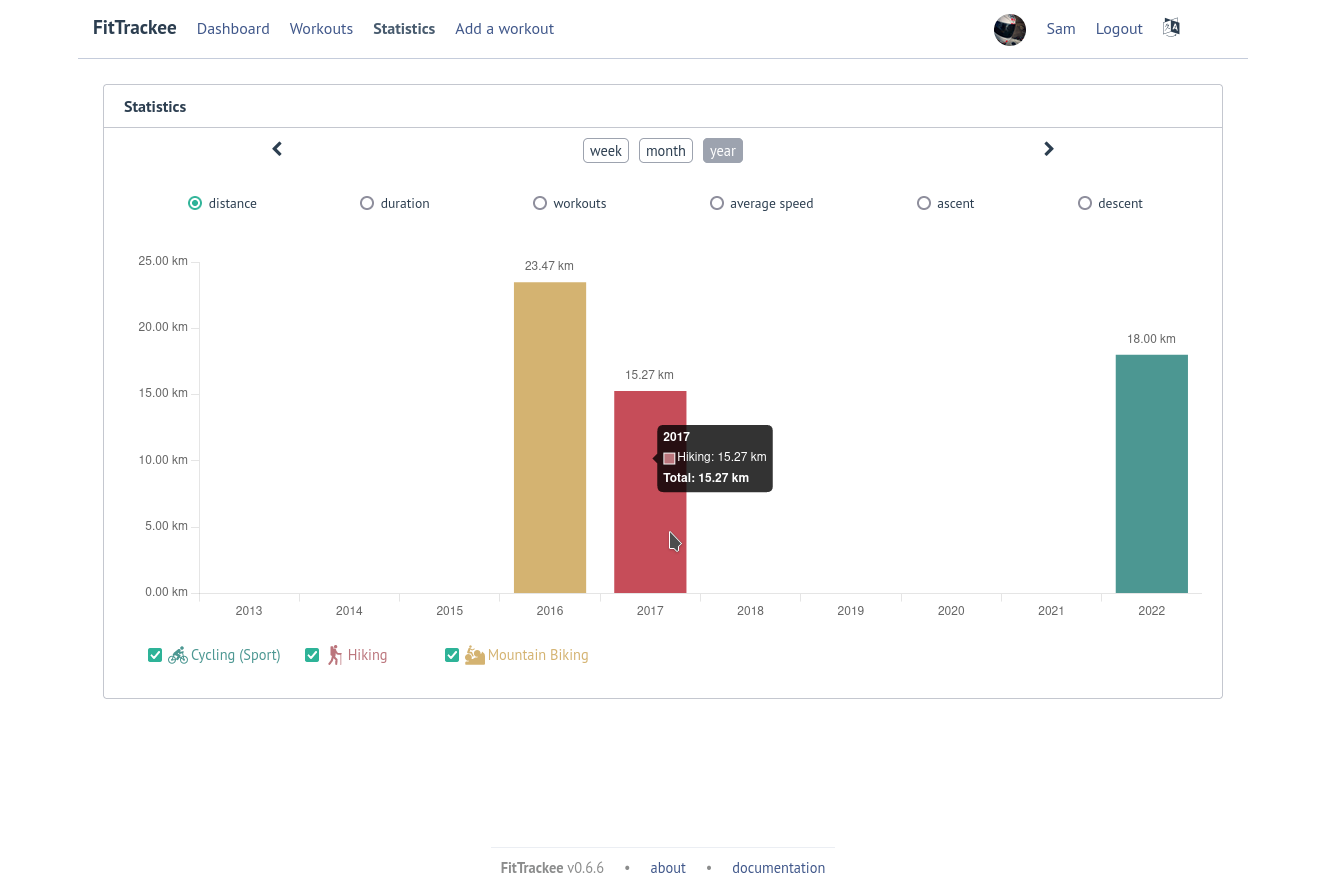 FitTrackee Dashboard Workouts Statistics Add a workout Sam Logout
Statistics
week month year
distance duration workouts average speed ascent descent
25.00 km
20.00 km
15.00 km
10.00 km
5.00 km
0.00 km
23.47 km
15.27 km
18.00 km
2017
Hiking: 15.27 km
Total: 15.27 km
2013 2014 2015 2016 2017 2018 2019 2020 2021 2022
Cycling (Sport) Hiking Mountain Biking
FitTrackee v0.6.6 • about • documentation